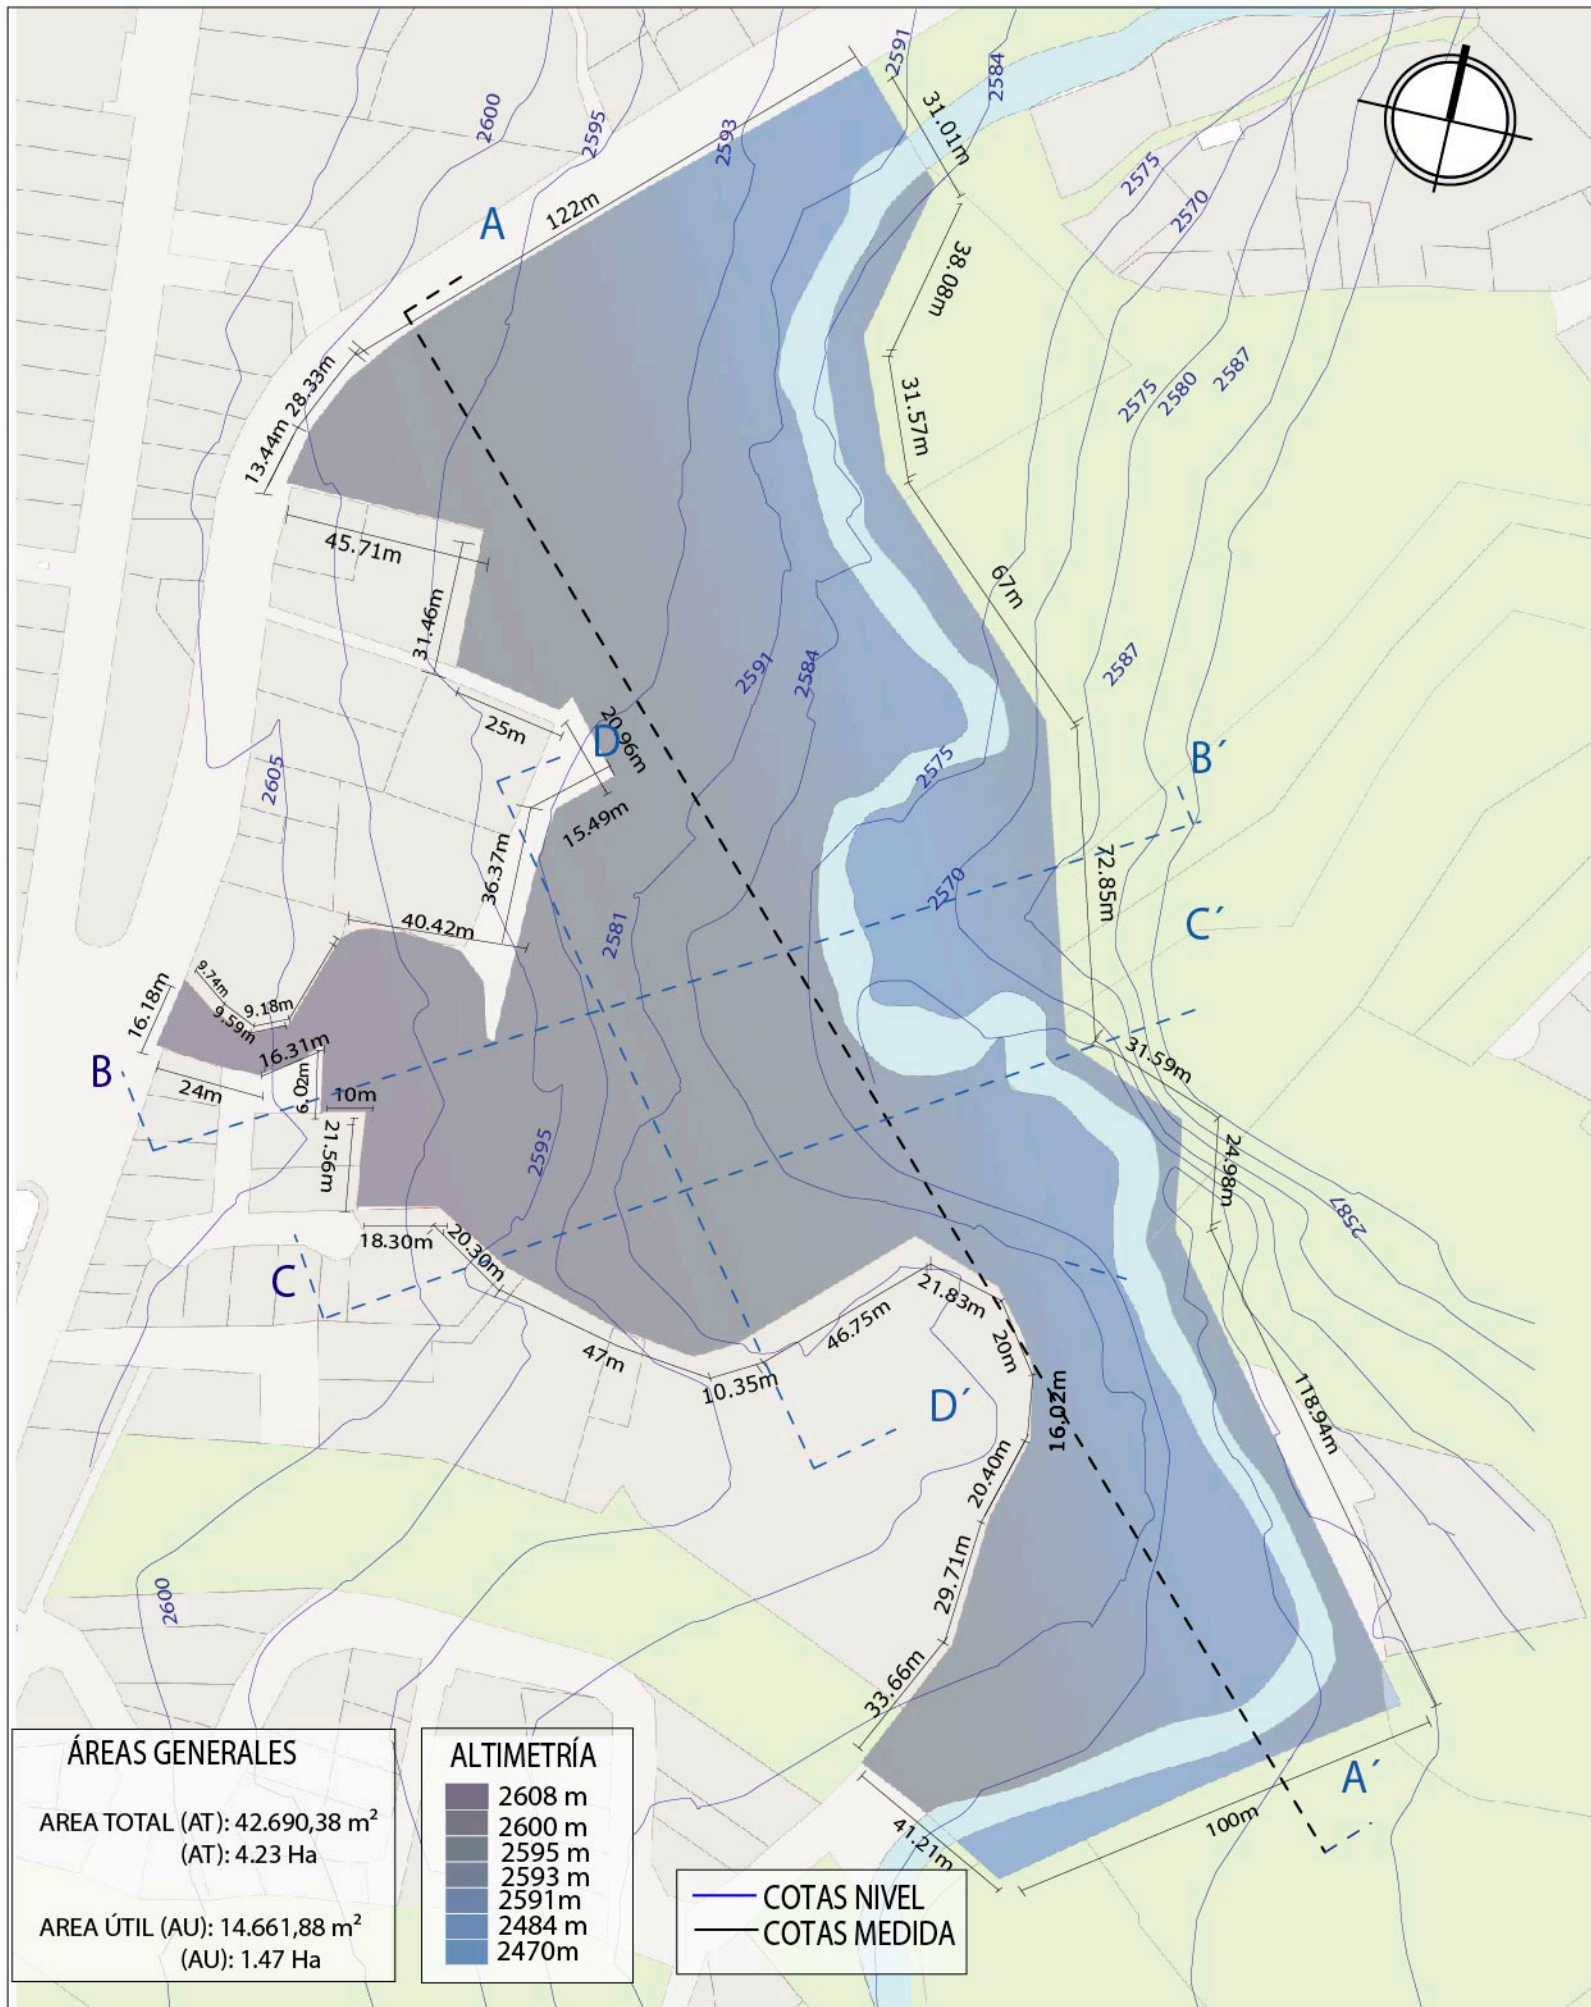 2591
2584
2600
2595
2593
31.01m
2575
2570
A
122m
38.08m
28.33m
13.44m
31.57m
2575
2580
2587
45.71m
31.46m
67m
2591
2584
2587
25m
20.96m
D
2605
2575
B´
15.49m
36.37m
72.85m
2570
40.42m
2581
C´
9.74m
9.59m
9.18m
16.18m
16.31m
31.59m
B
24m
6.02m
10m
21.56m
2595
24.98m
18.30m
20.30m
2587
C
21.83m
46.75m
20m
47m
10.35m
D´
16.02m
118.94m
20.40m
29.71m
2600
33.66m
A´
100m
41.21m
ÁREAS GENERALES
AREA TOTAL (AT): 42.690,38 m²
(AT): 4.23 Ha
AREA ÚTIL (AU): 14.661,88 m²
(AU): 1.47 Ha
ALTIMETRÍA
2608 m
2600 m
2595 m
2593 m
2591m
2484 m
2470m
COTAS NIVEL
COTAS MEDIDA